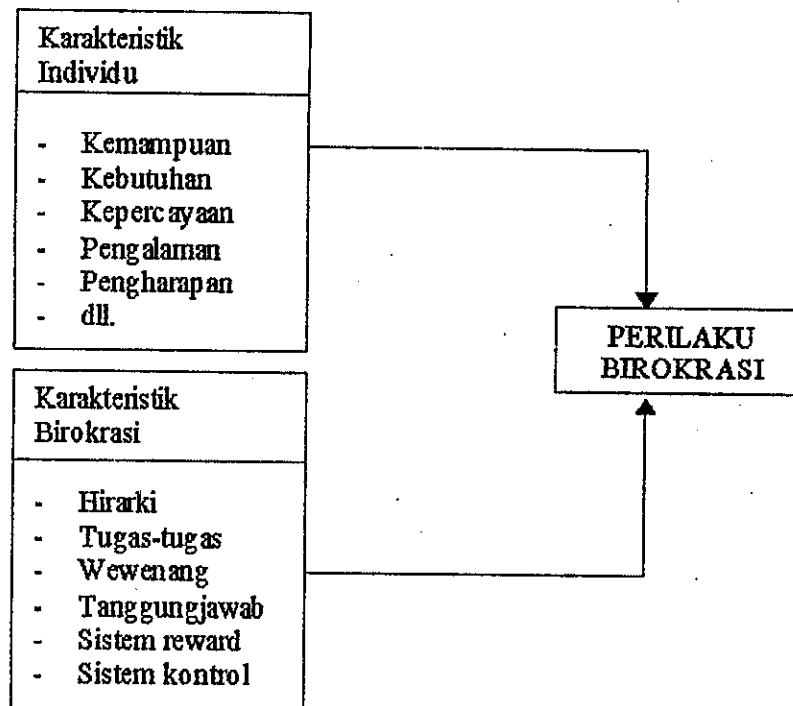 Karakteristik
Individu
- Kemampuan
- Kebutuhan
- Kepercayaan
- Pengalaman
- Pengharapan
- dll.
PERILAKU
BIROKRASI
Karakteristik
Birokrasi
- Hirarki
- Tugas-tugas
- Wewenang
- Tanggungjawab
- Sistem reward
- Sistem kontrol